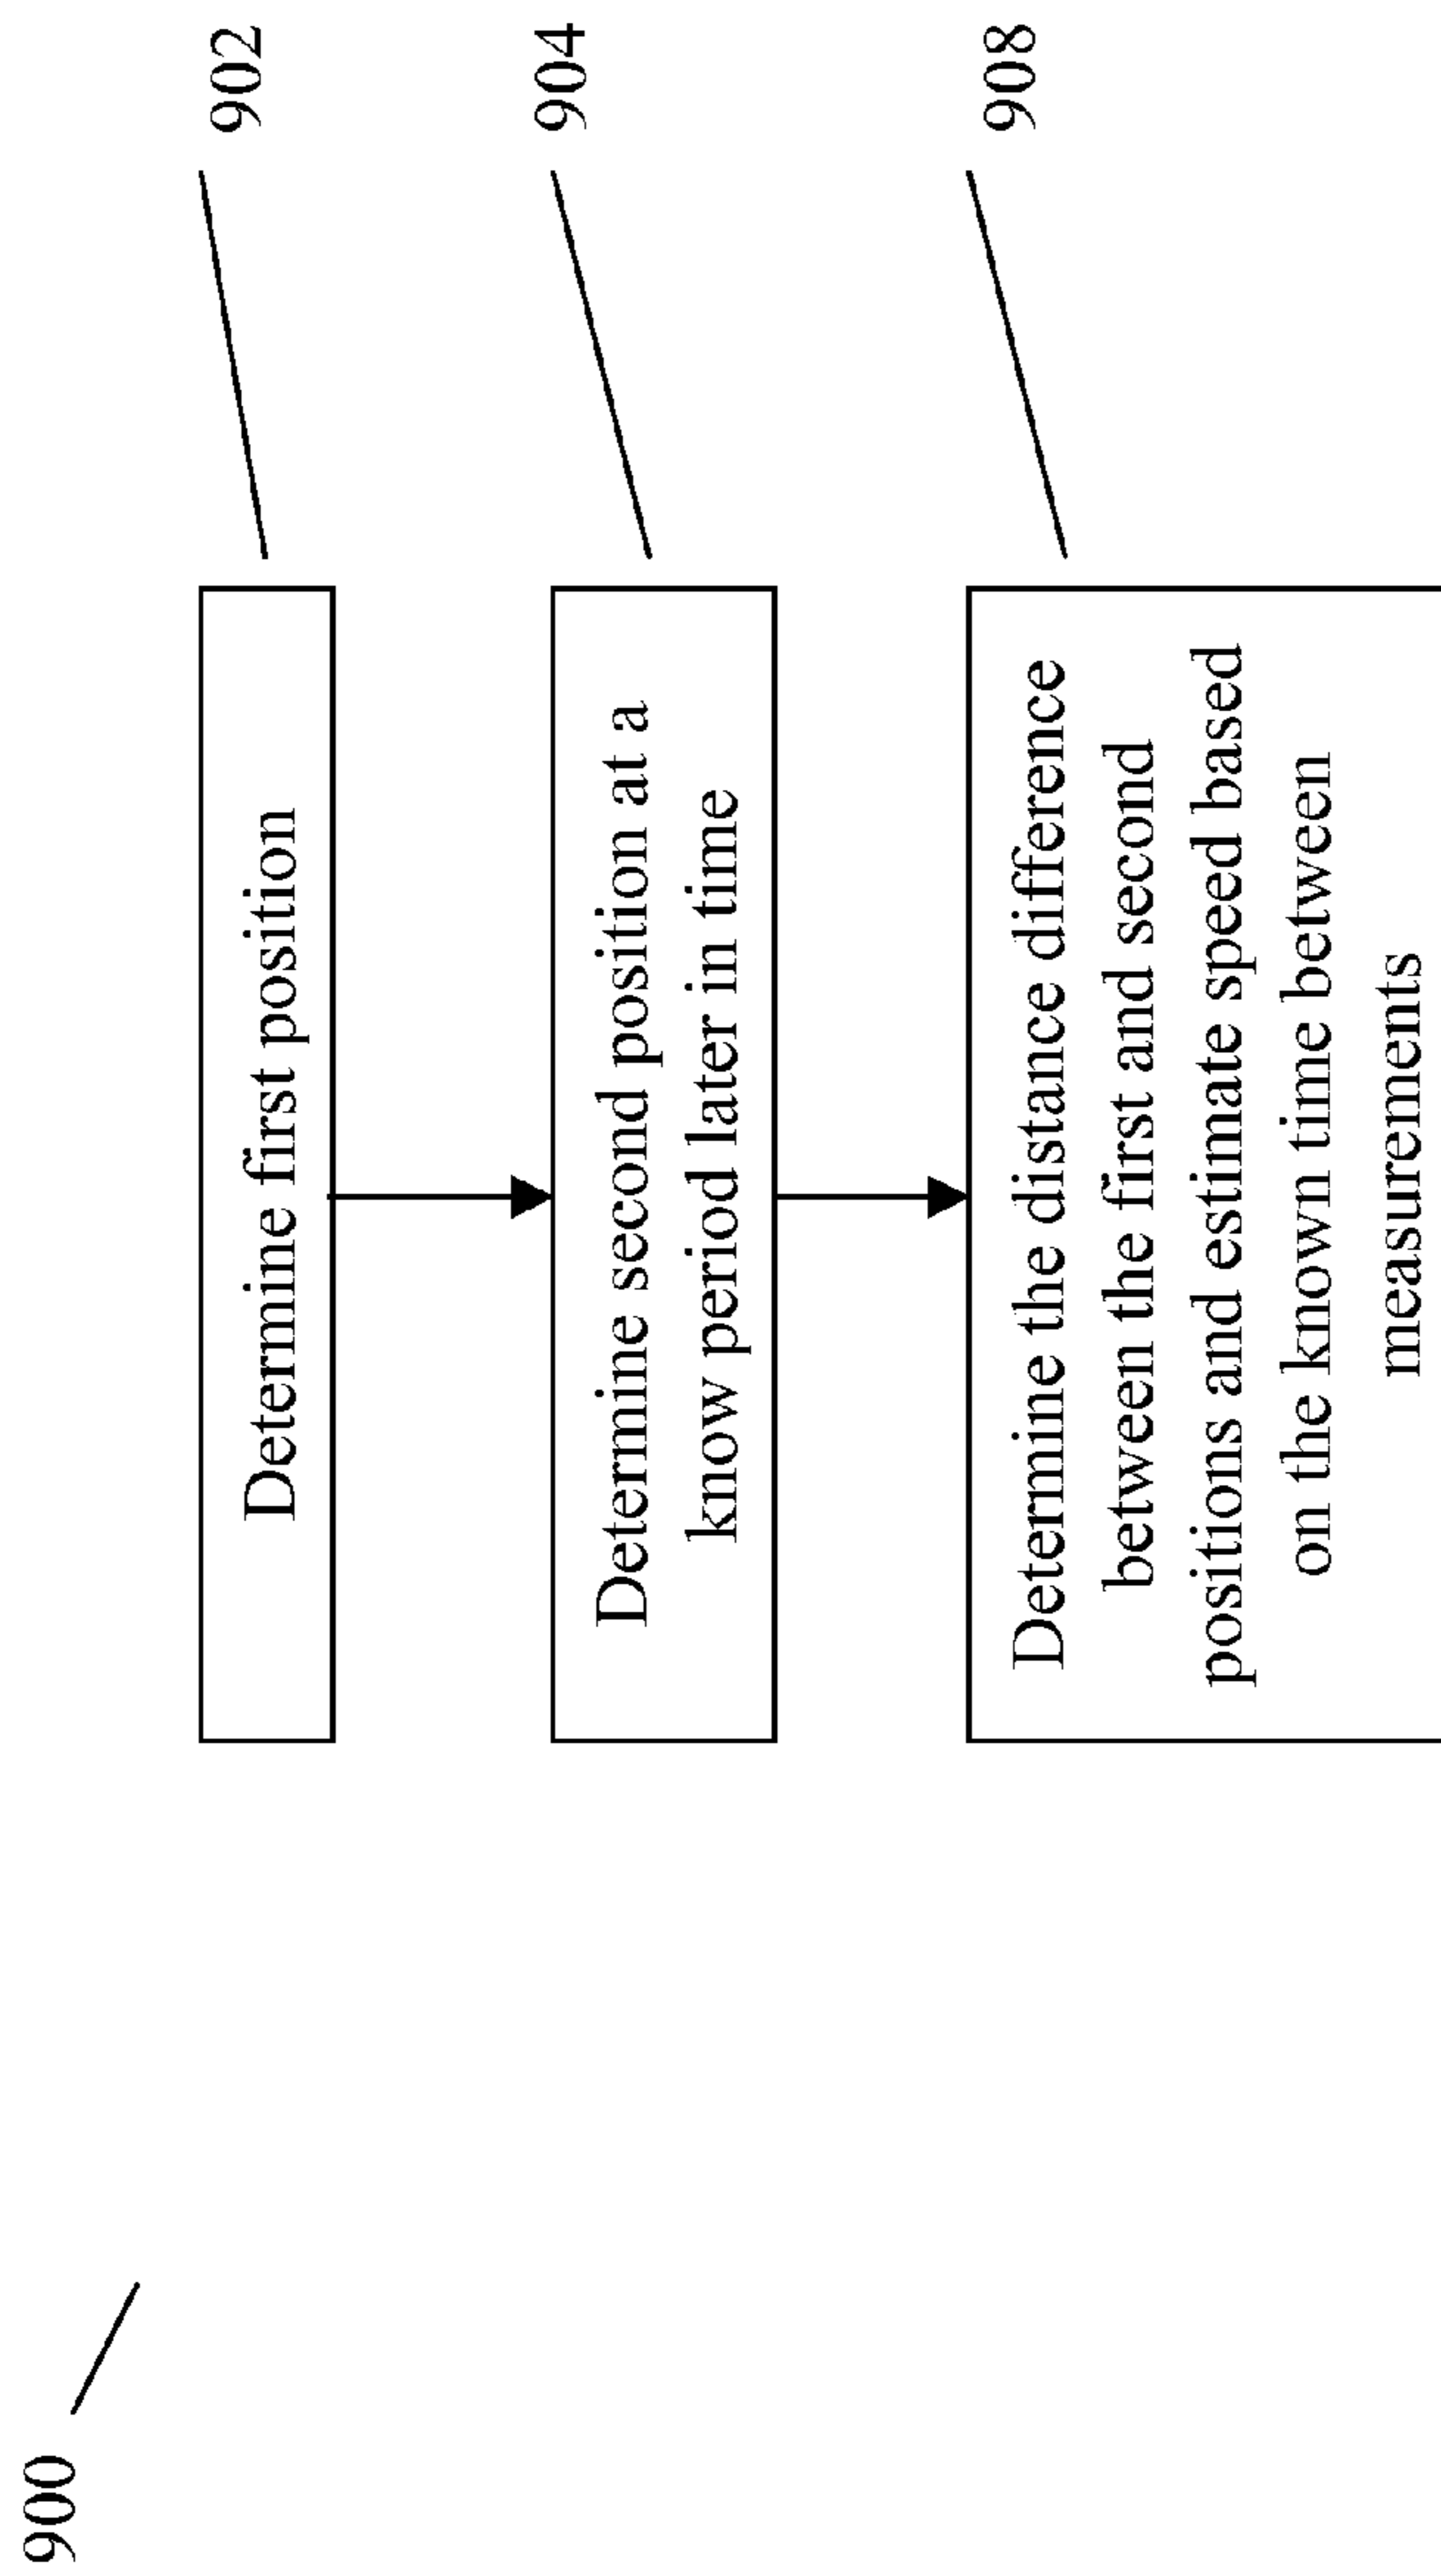 900
Determine first position
902
Determine second position at a
know period later in time
904
Determine the distance difference
between the first and second
positions and estimate speed based
on the known time between
measurements
908